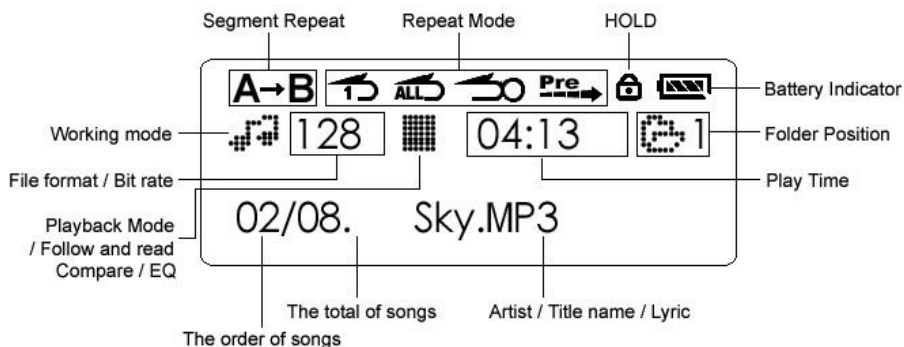 Segment Repeat
Repeat Mode
HOLD
A→B
1
ALL
Pre
Battery Indicator
Working mode
128
04:13
1
Folder Position
File format / Bit rate
Play Time
Playback Mode
/ Follow and read
Compare / EQ
02/08.
Sky.MP3
The total of songs
Artist / Title name / Lyric
The order of songs